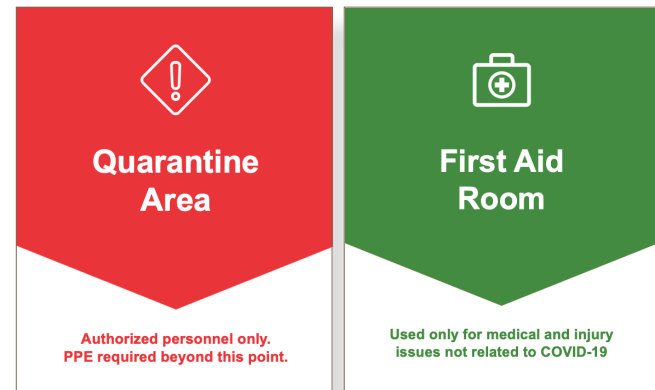 Quarantine
Area
Authorized personnel only.
PPE required beyond this point.
First Aid
Room
Used only for medical and injury
issues not related to COVID-19